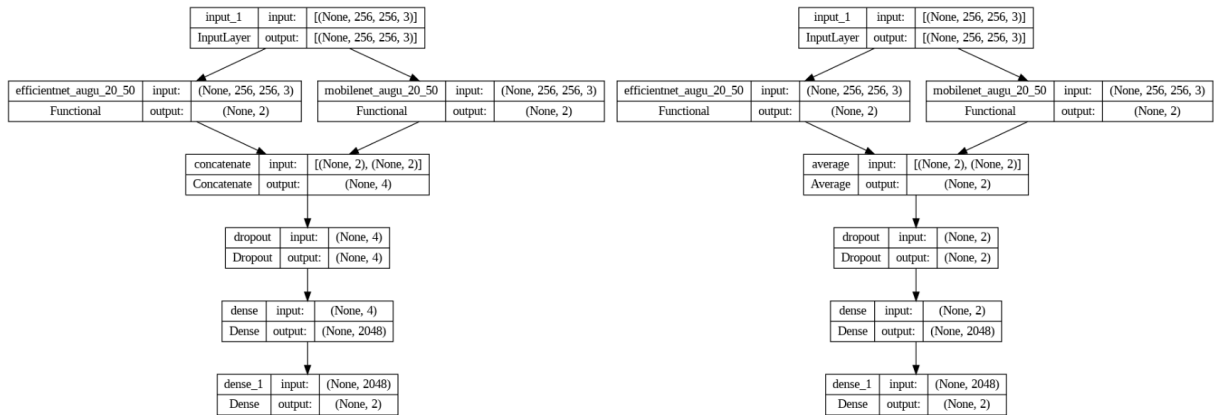 input_1 input: [(None, 256, 256, 3)]
InputLayer output: [(None, 256, 256, 3)]
efficientnet_augu_20_50 input: (None, 256, 256, 3)
Functional output: (None, 2)
mobilenet_augu_20_50 input: (None, 256, 256, 3)
Functional output: (None, 2)
concatenate input: [(None, 2), (None, 2)]
Concatenate output: (None, 4)
dropout input: (None, 4)
Dropout output: (None, 4)
dense input: (None, 4)
Dense output: (None, 2048)
dense_1 input: (None, 2048)
Dense output: (None, 2)
input_1 input: [(None, 256, 256, 3)]
InputLayer output: [(None, 256, 256, 3)]
efficientnet_augu_20_50 input: (None, 256, 256, 3)
Functional output: (None, 2)
mobilenet_augu_20_50 input: (None, 256, 256, 3)
Functional output: (None, 2)
average input: [(None, 2), (None, 2)]
Average output: (None, 2)
dropout input: (None, 2)
Dropout output: (None, 2)
dense input: (None, 2)
Dense output: (None, 2048)
dense_1 input: (None, 2048)
Dense output: (None, 2)